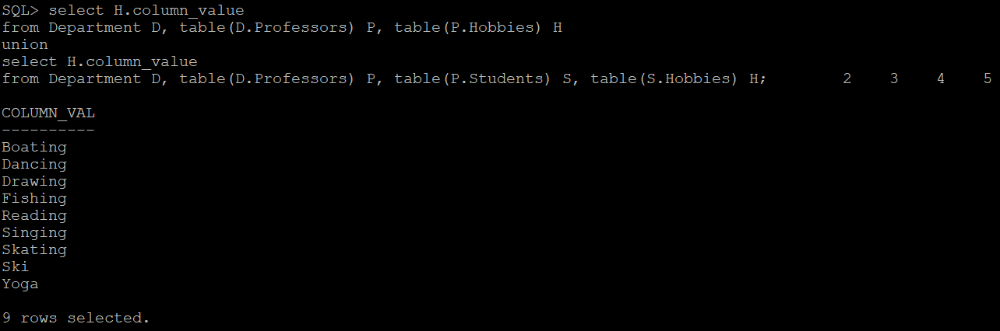 SQL> select H.column_value
from Department D, table(D.Professors) P, table(P.Hobbies) H
union
select H.column_value
from Department D, table(D.Professors) P, table(P.Students) S, table(S.Hobbies) H;        2    3    4    5
COLUMN_VAL
----------
Boating
Dancing
Drawing
Fishing
Reading
Singing
Skating
Ski
Yoga
9 rows selected.